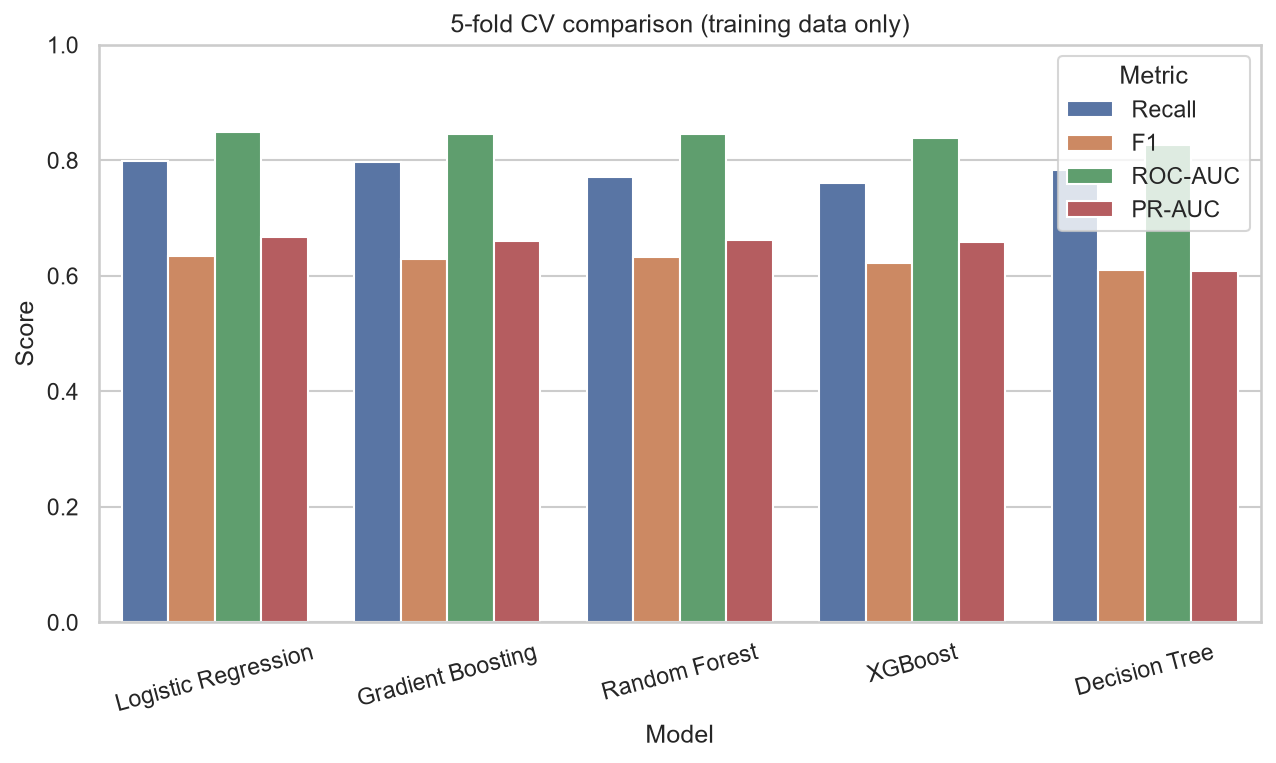 5-fold CV comparison (training data only)
1.0
0.8
0.6
0.4
0.2
0.0
Score
Metric
Recall
F1
ROC-AUC
PR-AUC
Logistic Regression
Gradient Boosting
Random Forest
XGBoost
Decision Tree
Model